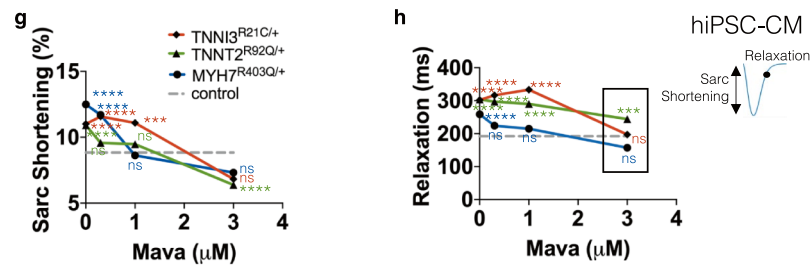 g
TNNI3R21C/+
TNNT2R92Q/+
MYH7R403Q/+
control
Sarc Shortening (%)
15
10
5
****
****
****
***
****
****
ns
ns
ns
ns
ns
****
0
1
2
3
4
Mava (μM)
h
hiPSC-CM
Relaxation
Sarc
Shortening
Relaxation (ms)
400
300
200
100
0
****
****
****
****
****
****
****
***
ns
ns
ns
0
1
2
3
4
Mava (μM)